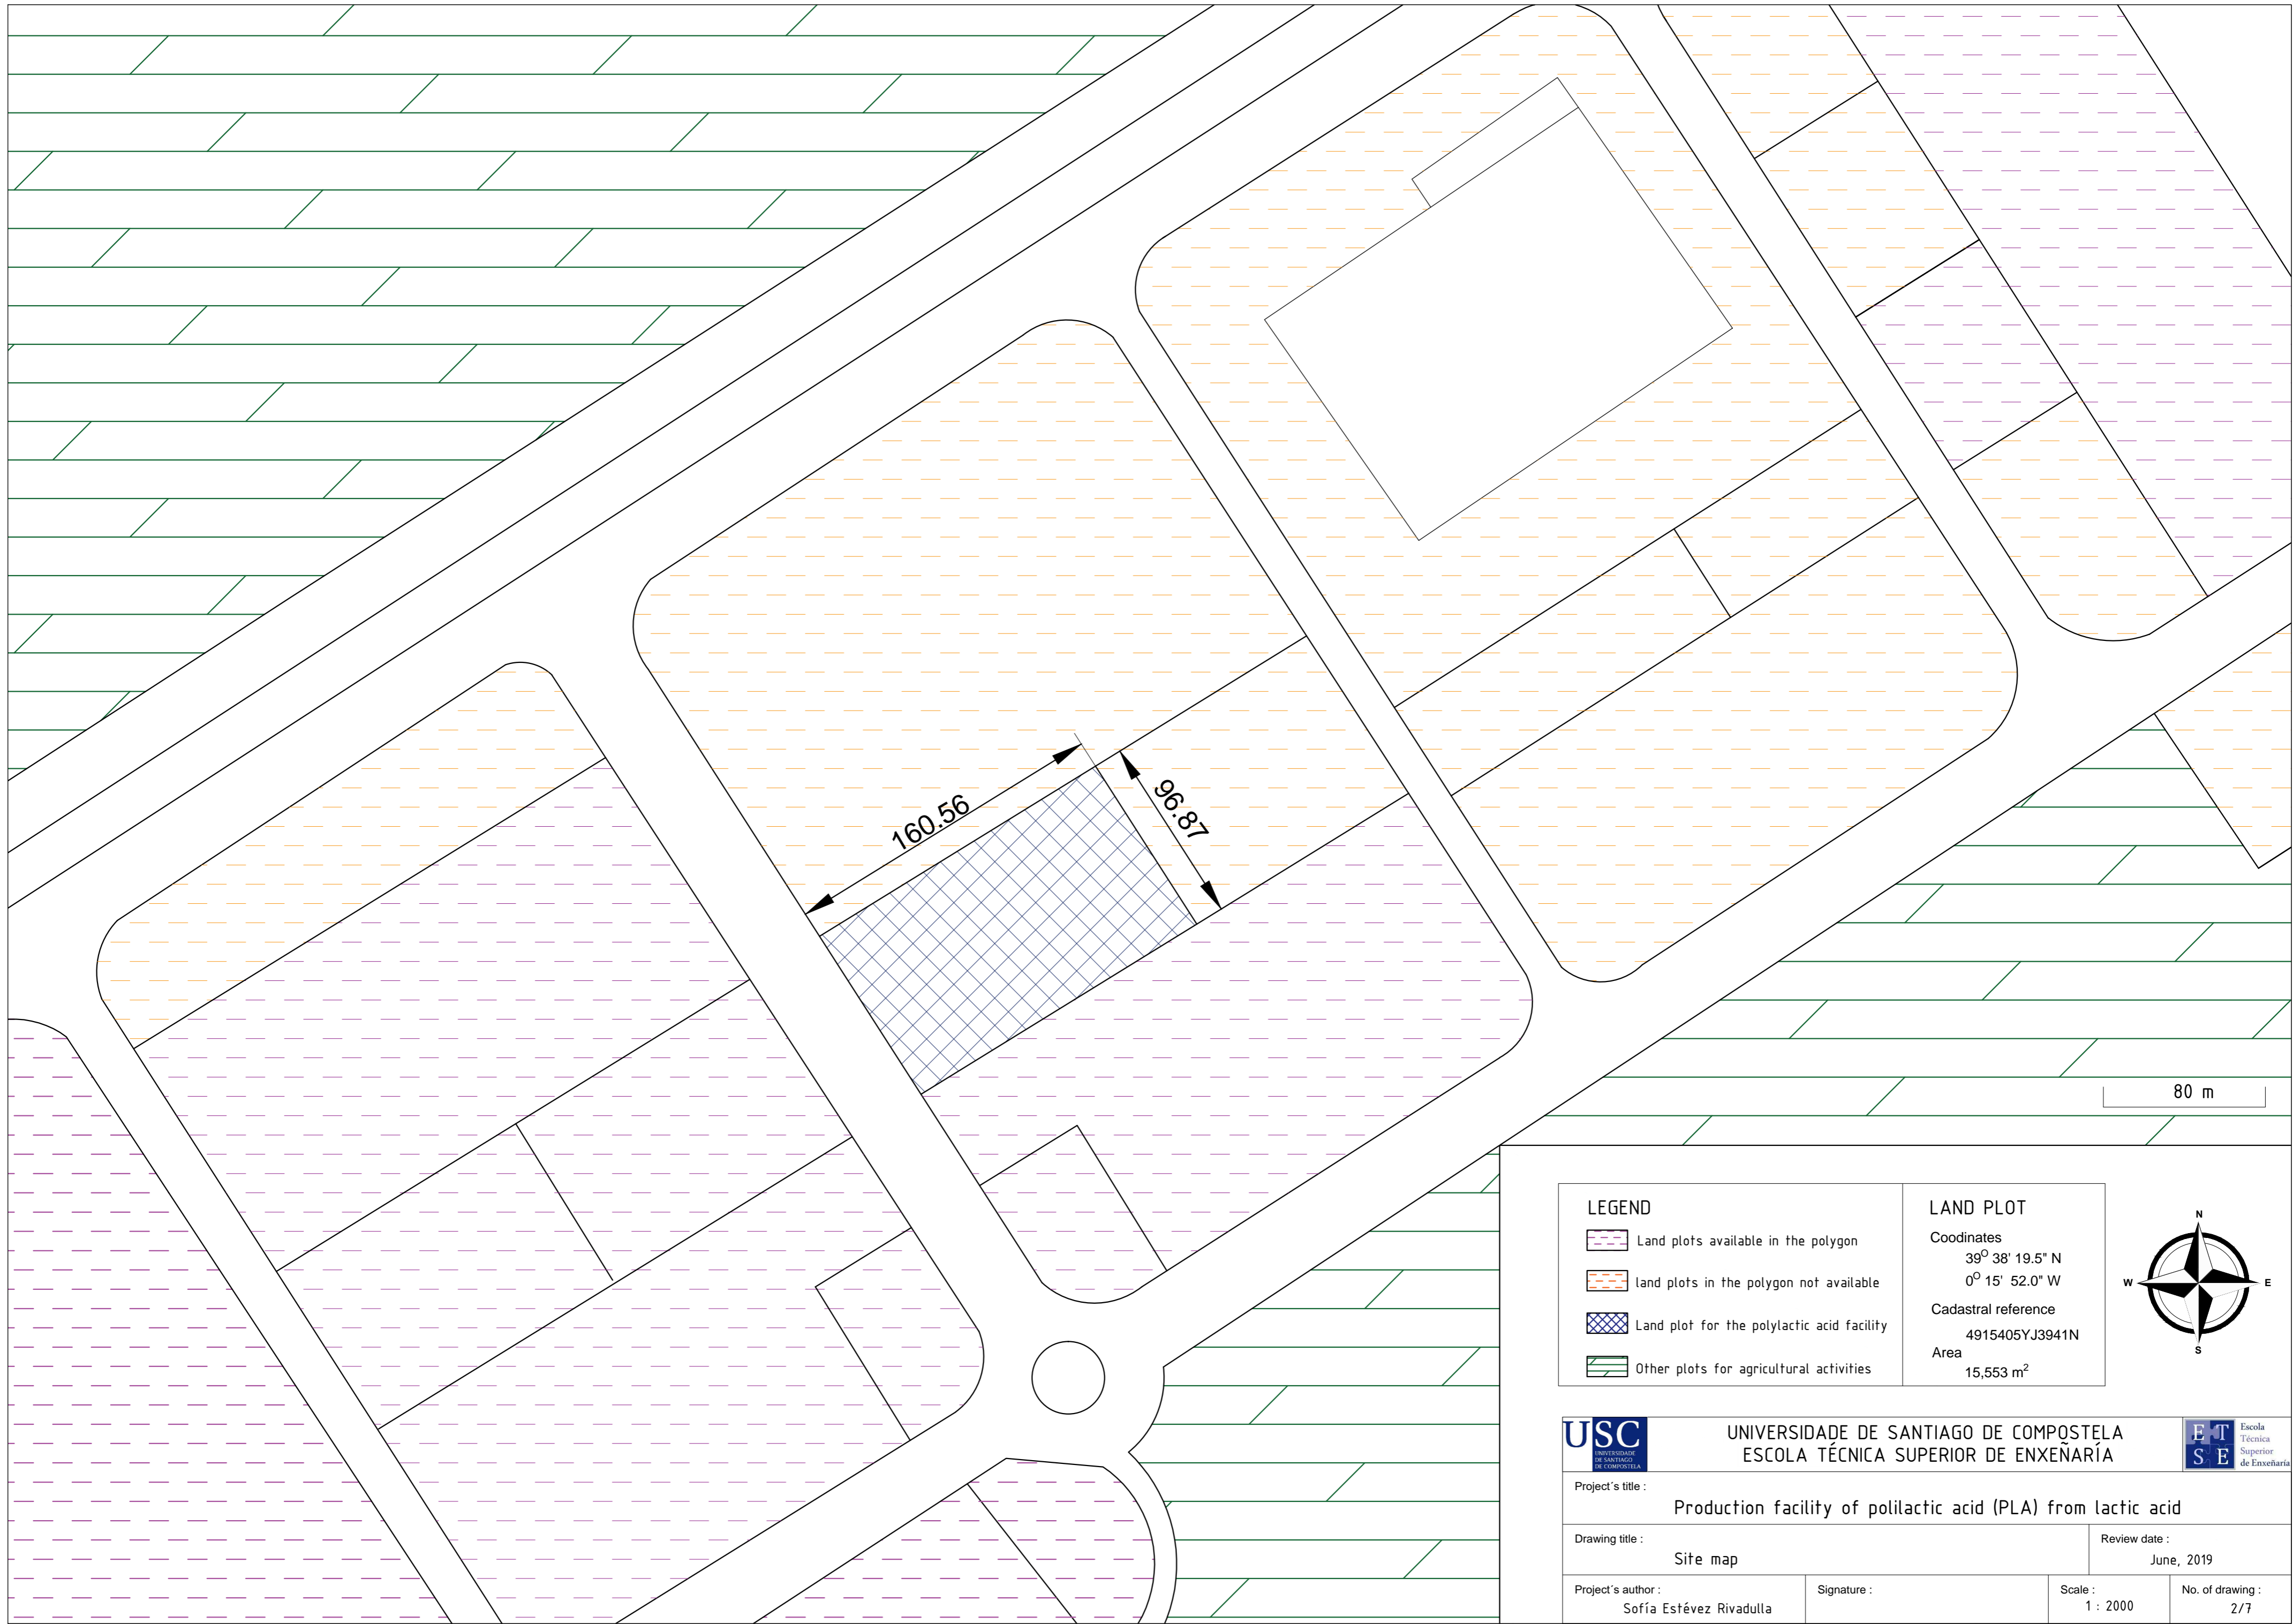 160.56
96.87
80 m
LEGEND
Land plots available in the polygon
land plots in the polygon not available
Land plot for the polylactic acid facility
Other plots for agricultural activities
LAND PLOT
Coodinates
39O 38' 19.5" N
0O 15' 52.0" W
Cadastral reference
4915405YJ3941N
Area
15,553 m2
N
W
E
S
USC
UNIVERSIDADE
DE SANTIAGO
DE COMPOSTELA
UNIVERSIDADE DE SANTIAGO DE COMPOSTELA
ESCOLA TÉCNICA SUPERIOR DE ENXEÑARÍA
E T
S E
Escola
Técnica
Superior
de Enxeñaría
Project´s title :
Production facility of polilactic acid (PLA) from lactic acid
Drawing title :
Site map
Review date :
June, 2019
Project´s author :
Sofía Estévez Rivadulla
Signature :
Scale :
1 : 2000
No. of drawing :
2/7